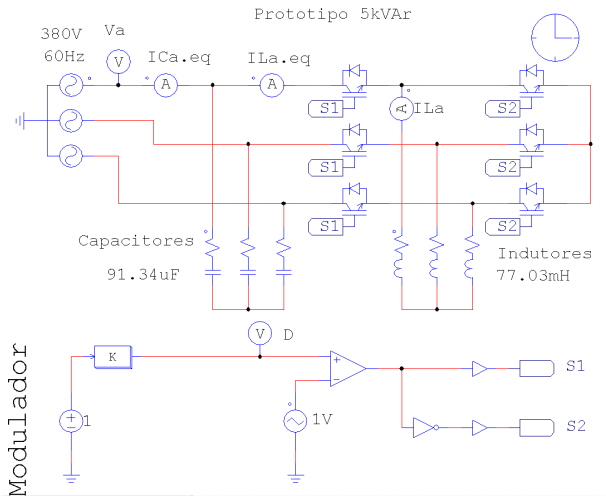 Prototipo 5kVAr
380V
60Hz
Va
V
ICa.eq
A
ILa.eq
A
S1
A
ILa
S2
S1
S2
S1
S2
Capacitores
91.34uF
Indutores
77.03mH
Modulador
K
V
D
1
1V
S1
S2